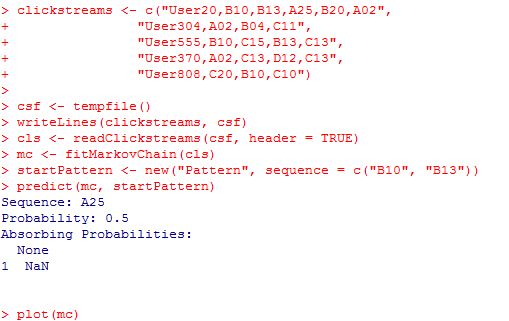 > clickstreams <- c("User20,B10,B13,A25,B20,A02",
+ "User304,A02,B04,C11",
+ "User555,B10,C15,B13,C13",
+ "User370,A02,C13,D12,C13",
+ "User808,C20,B10,C10")
>
> csf <- tempfile()
> writeLines(clickstreams, csf)
> cls <- readClickstreams(csf, header = TRUE)
> mc <- fitMarkovChain(cls)
> startPattern <- new("Pattern", sequence = c("B10", "B13"))
> predict(mc, startPattern)
Sequence: A25
Probability: 0.5
Absorbing Probabilities:
None
1 NaN
> plot(mc)